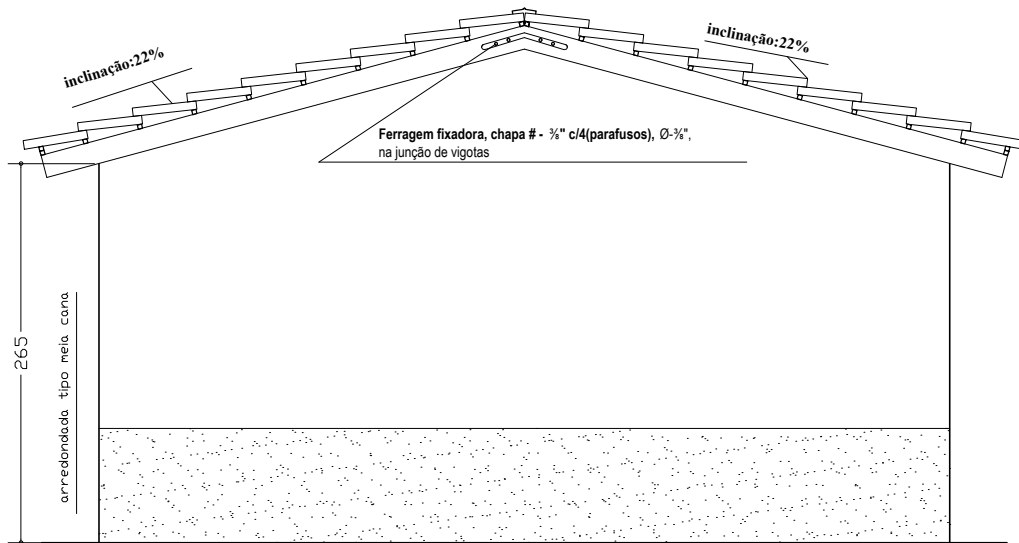 inclinação:22%
inclinação:22%
Ferragem fixadora, chapa # - ⅜" c/4(parafusos), Ø-⅜",
na junção de vigotas
265
arredondada tipo meia cana